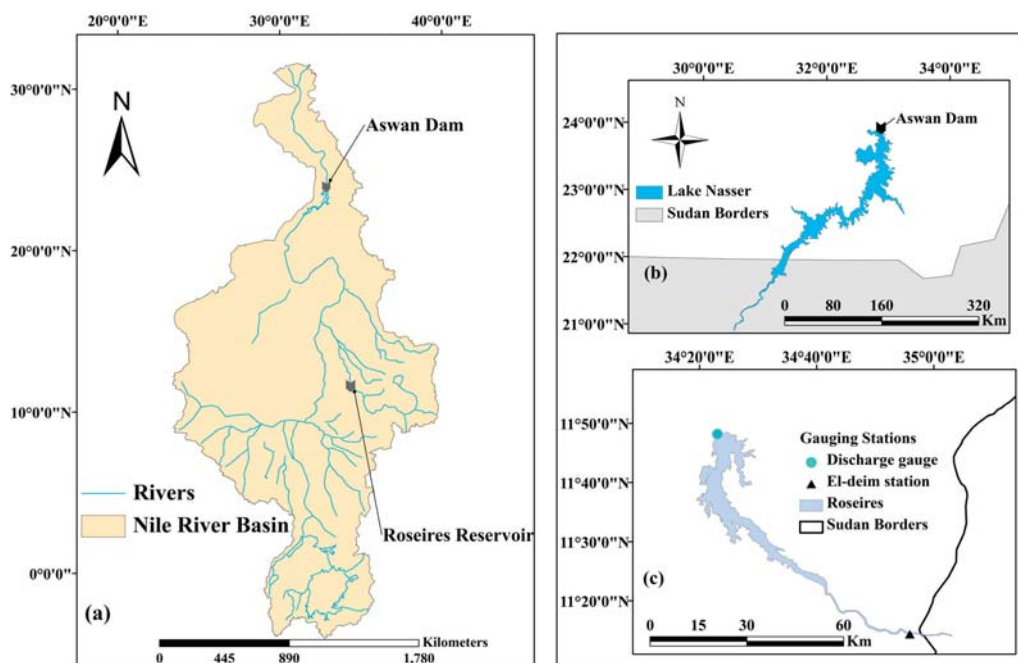 20°0'0"E 30°0'0"E 40°0'0"E
30°0'0"N
20°0'0"N
10°0'0"N
0°0'0"N
N
Aswan Dam
Rivers
Nile River Basin
Roseires Reservoir
(a)
Kilometers
0 445 890 1,780
30°0'0"E 32°0'0"E 34°0'0"E
24°0'0"N
23°0'0"N
22°0'0"N
21°0'0"N
N
Aswan Dam
Lake Nasser
Sudan Borders
(b)
0 80 160 320
Km
34°20'0"E 34°40'0"E 35°0'0"E
11°50'0"N
11°40'0"N
11°30'0"N
11°20'0"N
Gauging Stations
Discharge gauge
El-deim station
Roseires
Sudan Borders
(c)
0 15 30 60
Km